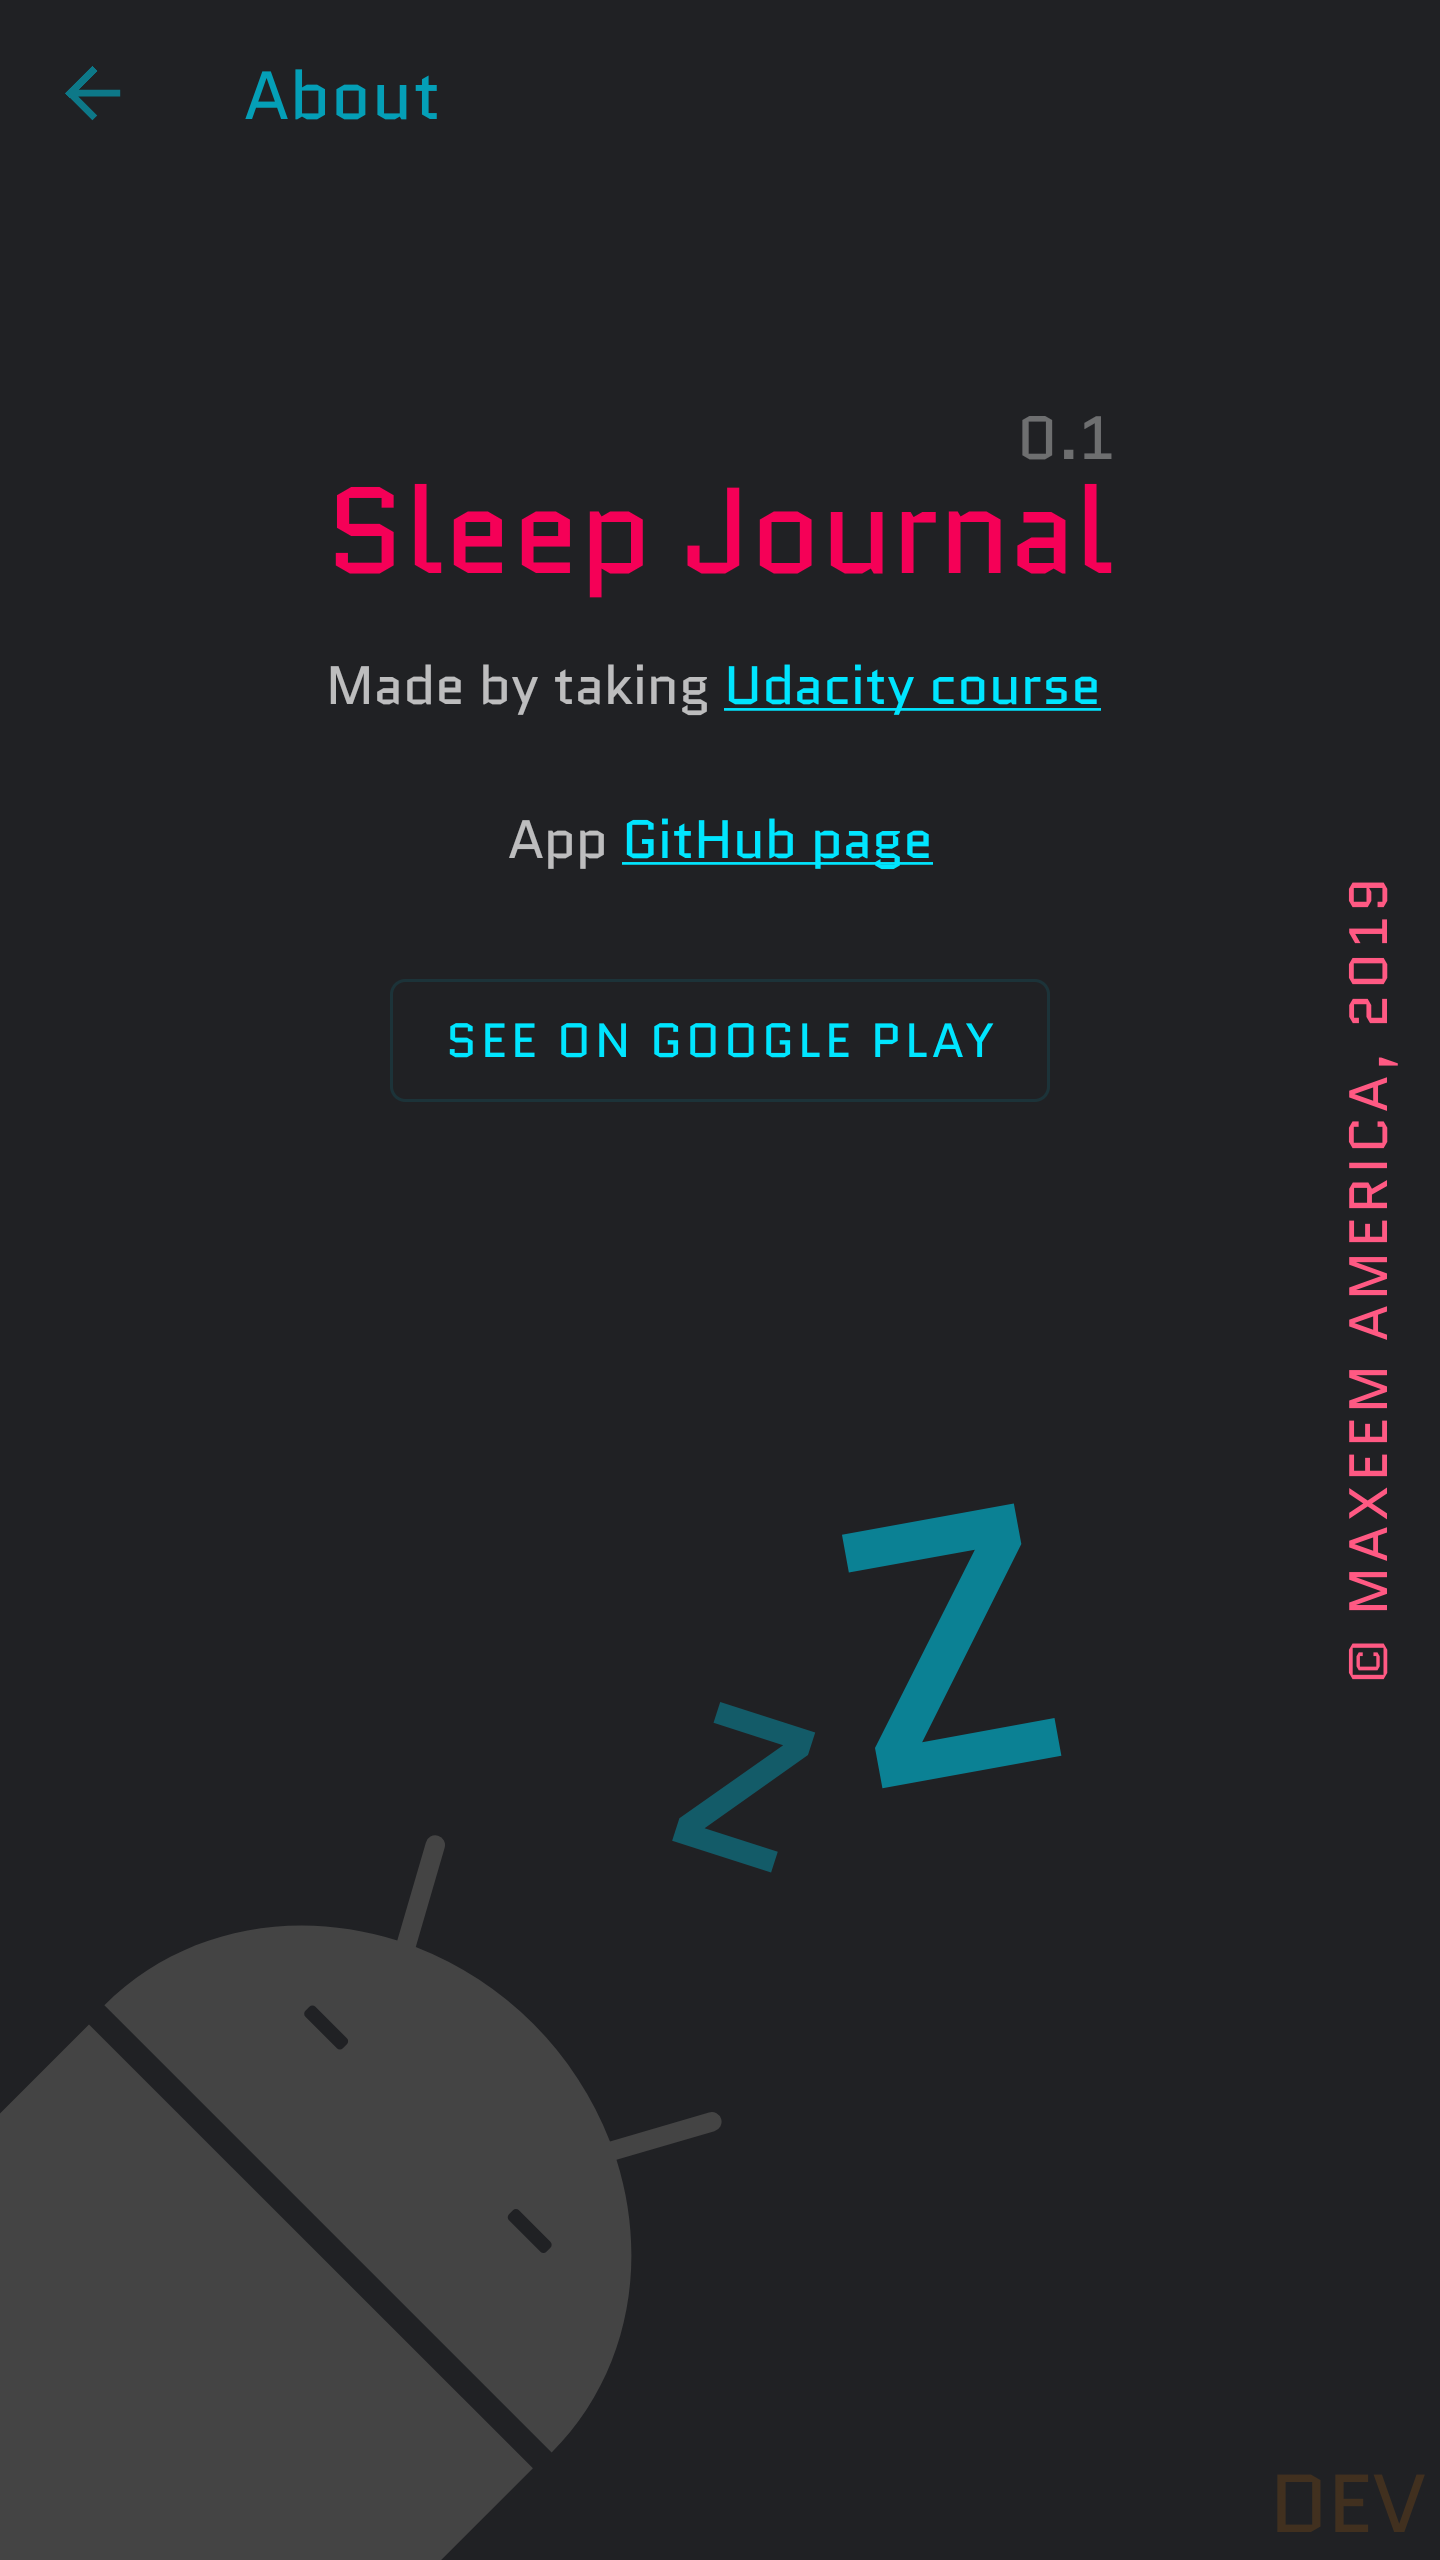 About
0.1
Sleep Journal
Made by taking Udacity course
App GitHub page
SEE ON GOOGLE PLAY
© MAXEEM AMERICA, 2019
Z
Z
DEV